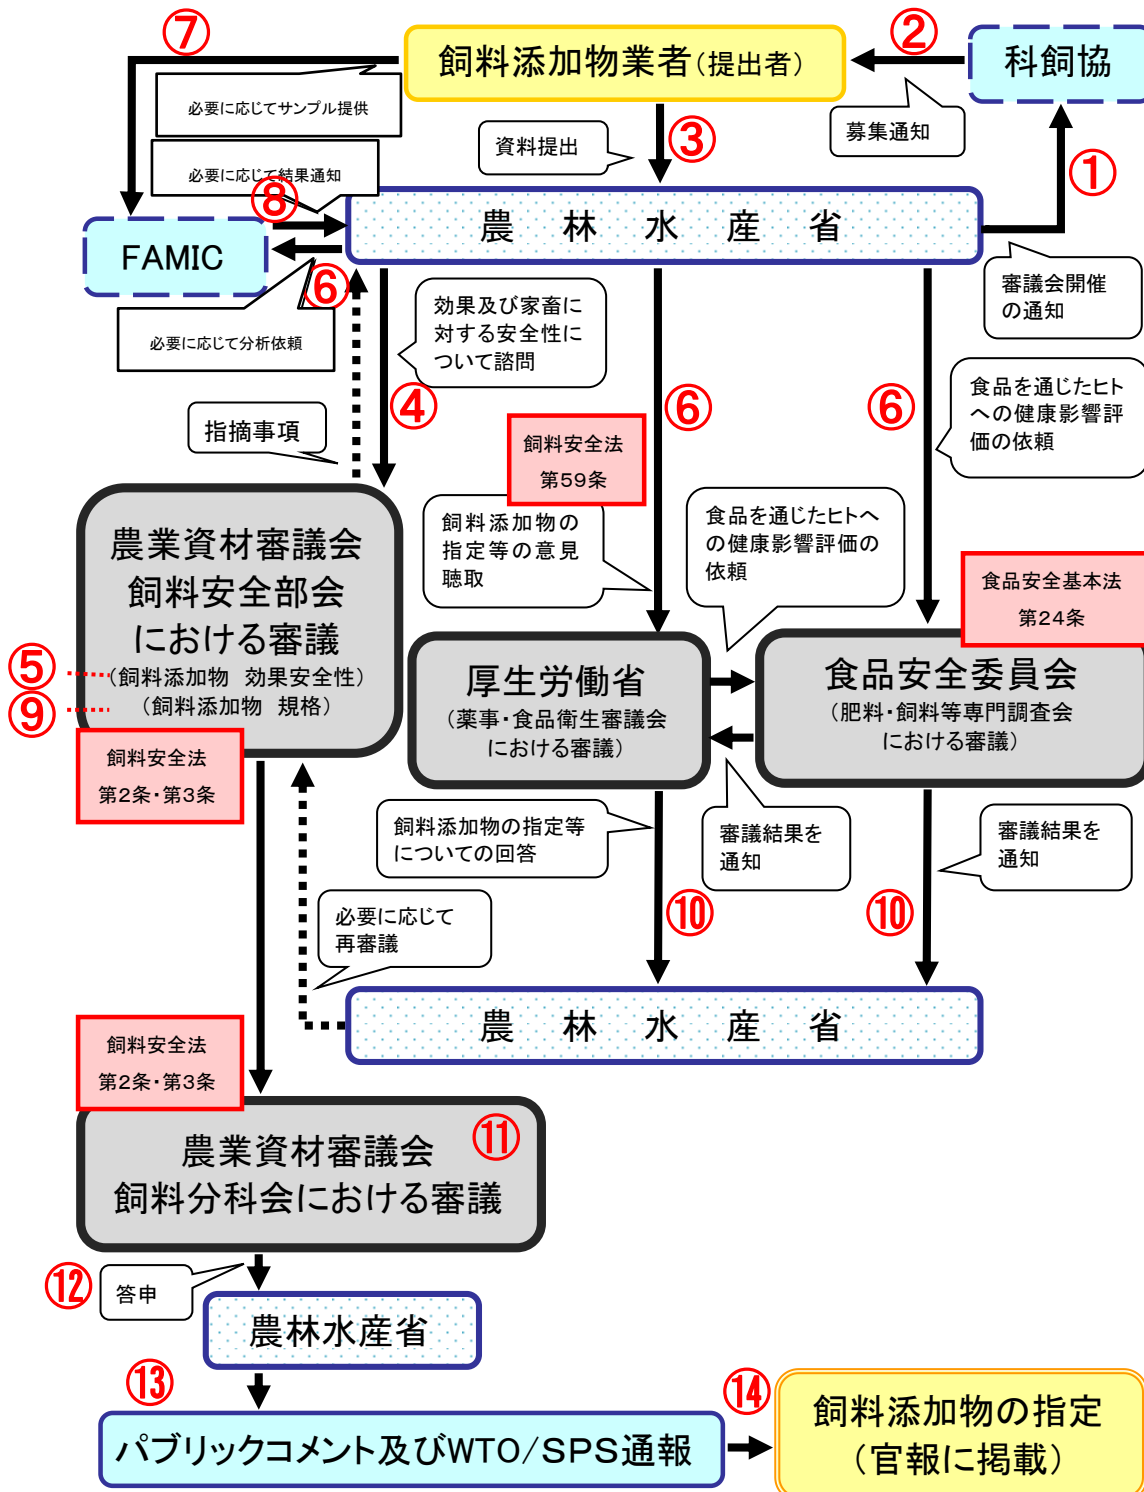 ⑦
飼料添加物業者(提出者)
②
科飼協
必要に応じてサンプル提供
募集通知
資料提出
③
①
必要に応じて結果通知
⑧
農林水産省
FAMIC
⑥
審議会開催
の通知
必要に応じて分析依頼
効果及び家畜に
対する安全性に
ついて諮問
④
⑥
⑥
食品を通じたヒト
への健康影響評
価の依頼
指摘事項
飼料安全法
第59条
飼料添加物の
指定等の意見
聴取
食品を通じたヒトへ
の健康影響評価の
依頼
農業資材審議会
飼料安全部会
における審議
(飼料添加物 効果安全性)
(飼料添加物 規格)
⑤
⑨
食品安全基本法
第24条
厚生労働省
(薬事・食品衛生審議会
における審議)
食品安全委員会
(肥料・飼料等専門調査会
における審議)
飼料安全法
第2条・第3条
飼料添加物の指定等
についての回答
審議結果を
通知
審議結果を
通知
⑩
⑩
必要に応じて
再審議
農林水産省
飼料安全法
第2条・第3条
⑪
農業資材審議会
飼料分科会における審議
⑫
答申
農林水産省
⑬
パブリックコメント及びWTO/SPS通報
⑭
飼料添加物の指定
(官報に掲載)